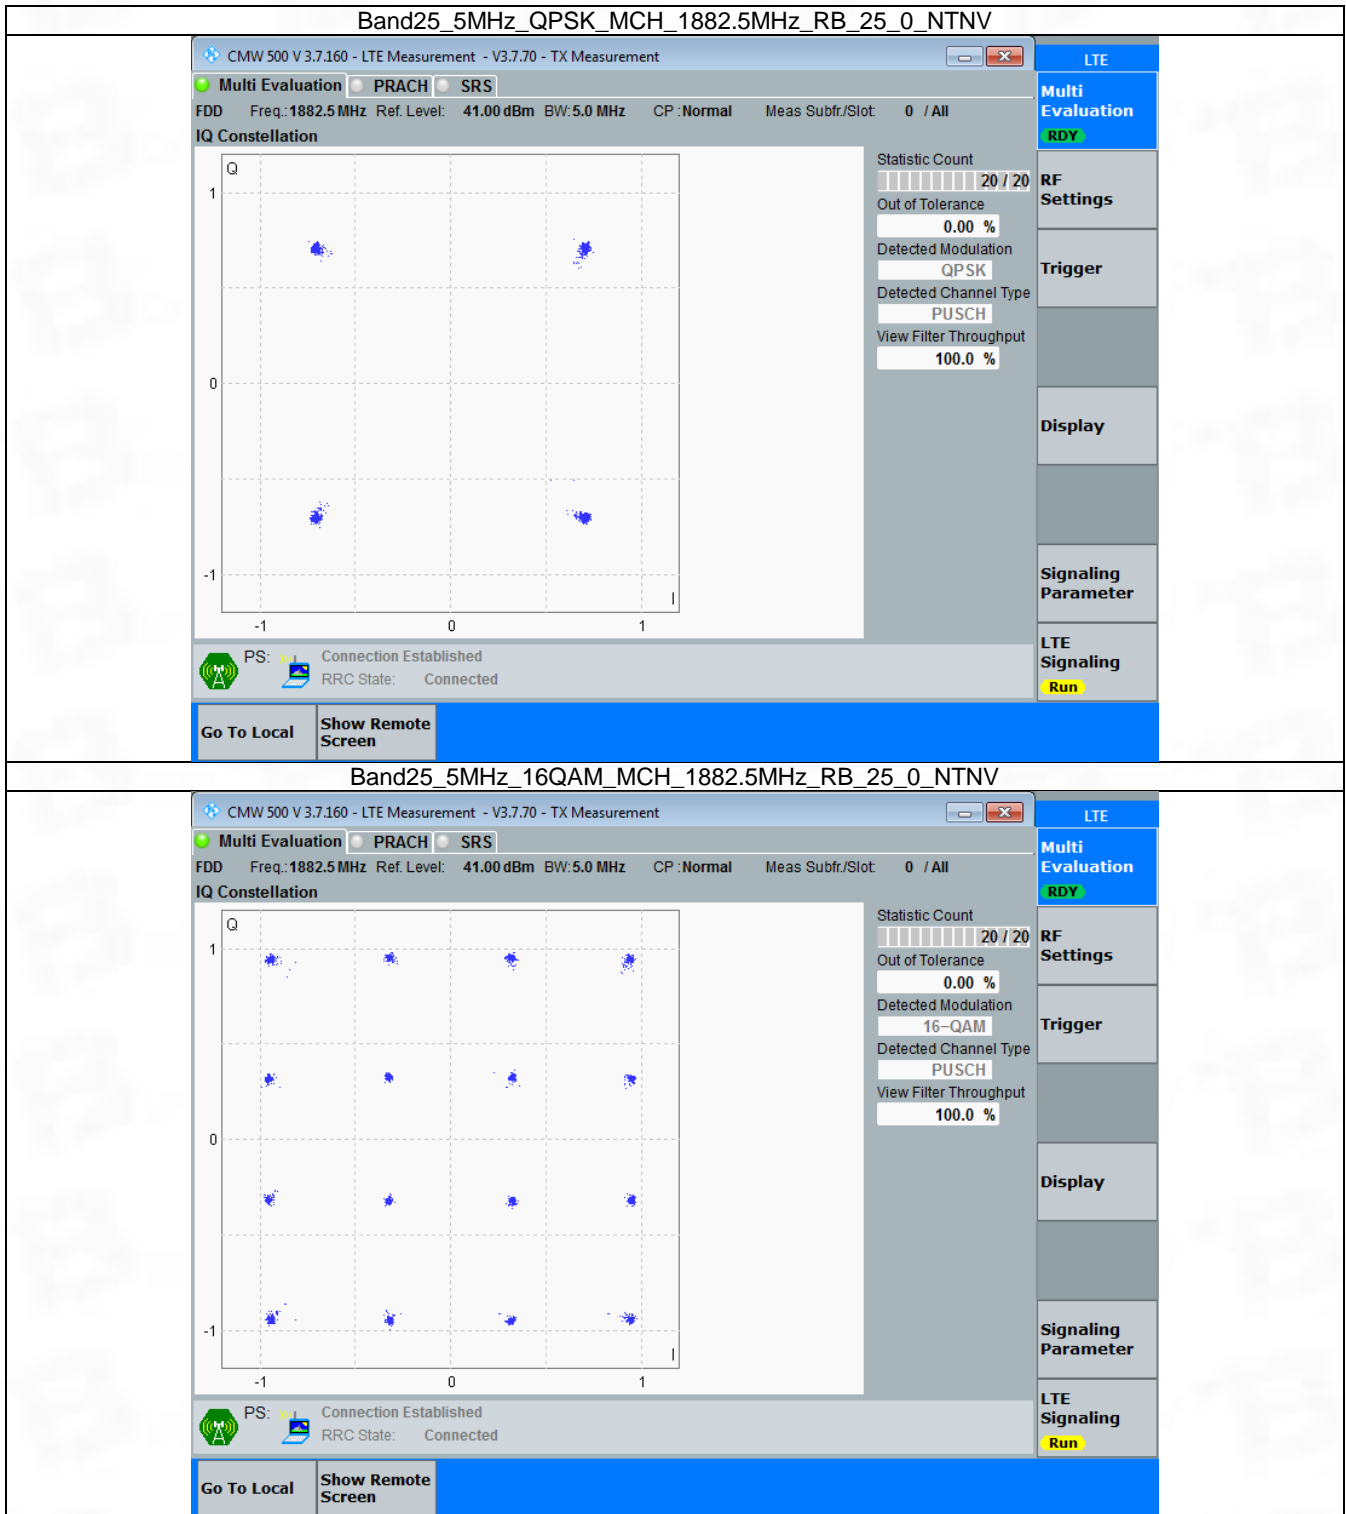 Band25_5MHz_QPSK_MCH_1882.5MHz_RB_25_0_NTNV
CMW 500 V 3.7.160 - LTE Measurement - V3.7.70 - TX Measurement
LTE
Multi Evaluation PRACH SRS
Multi
Evaluation
RDY
FDD Freq.: 1882.5 MHz Ref. Level: 41.00 dBm BW: 5.0 MHz CP : Normal Meas Subfr./Slot: 0 / All
IQ Constellation
Q
1
0
-1
I
-1 0 1
Statistic Count
20 / 20
Out of Tolerance
0.00 %
Detected Modulation
QPSK
Detected Channel Type
PUSCH
View Filter Throughput
100.0 %
RF
Settings
Trigger
Display
Signaling
Parameter
LTE
Signaling
Run
PS: Connection Established
RRC State: Connected
Go To Local
Show Remote
Screen
Band25_5MHz_16QAM_MCH_1882.5MHz_RB_25_0_NTNV
CMW 500 V 3.7.160 - LTE Measurement - V3.7.70 - TX Measurement
LTE
Multi Evaluation PRACH SRS
Multi
Evaluation
RDY
FDD Freq.: 1882.5 MHz Ref. Level: 41.00 dBm BW: 5.0 MHz CP : Normal Meas Subfr./Slot: 0 / All
IQ Constellation
Q
1
0
-1
I
-1 0 1
Statistic Count
20 / 20
Out of Tolerance
0.00 %
Detected Modulation
16-QAM
Detected Channel Type
PUSCH
View Filter Throughput
100.0 %
RF
Settings
Trigger
Display
Signaling
Parameter
LTE
Signaling
Run
PS: Connection Established
RRC State: Connected
Go To Local
Show Remote
Screen